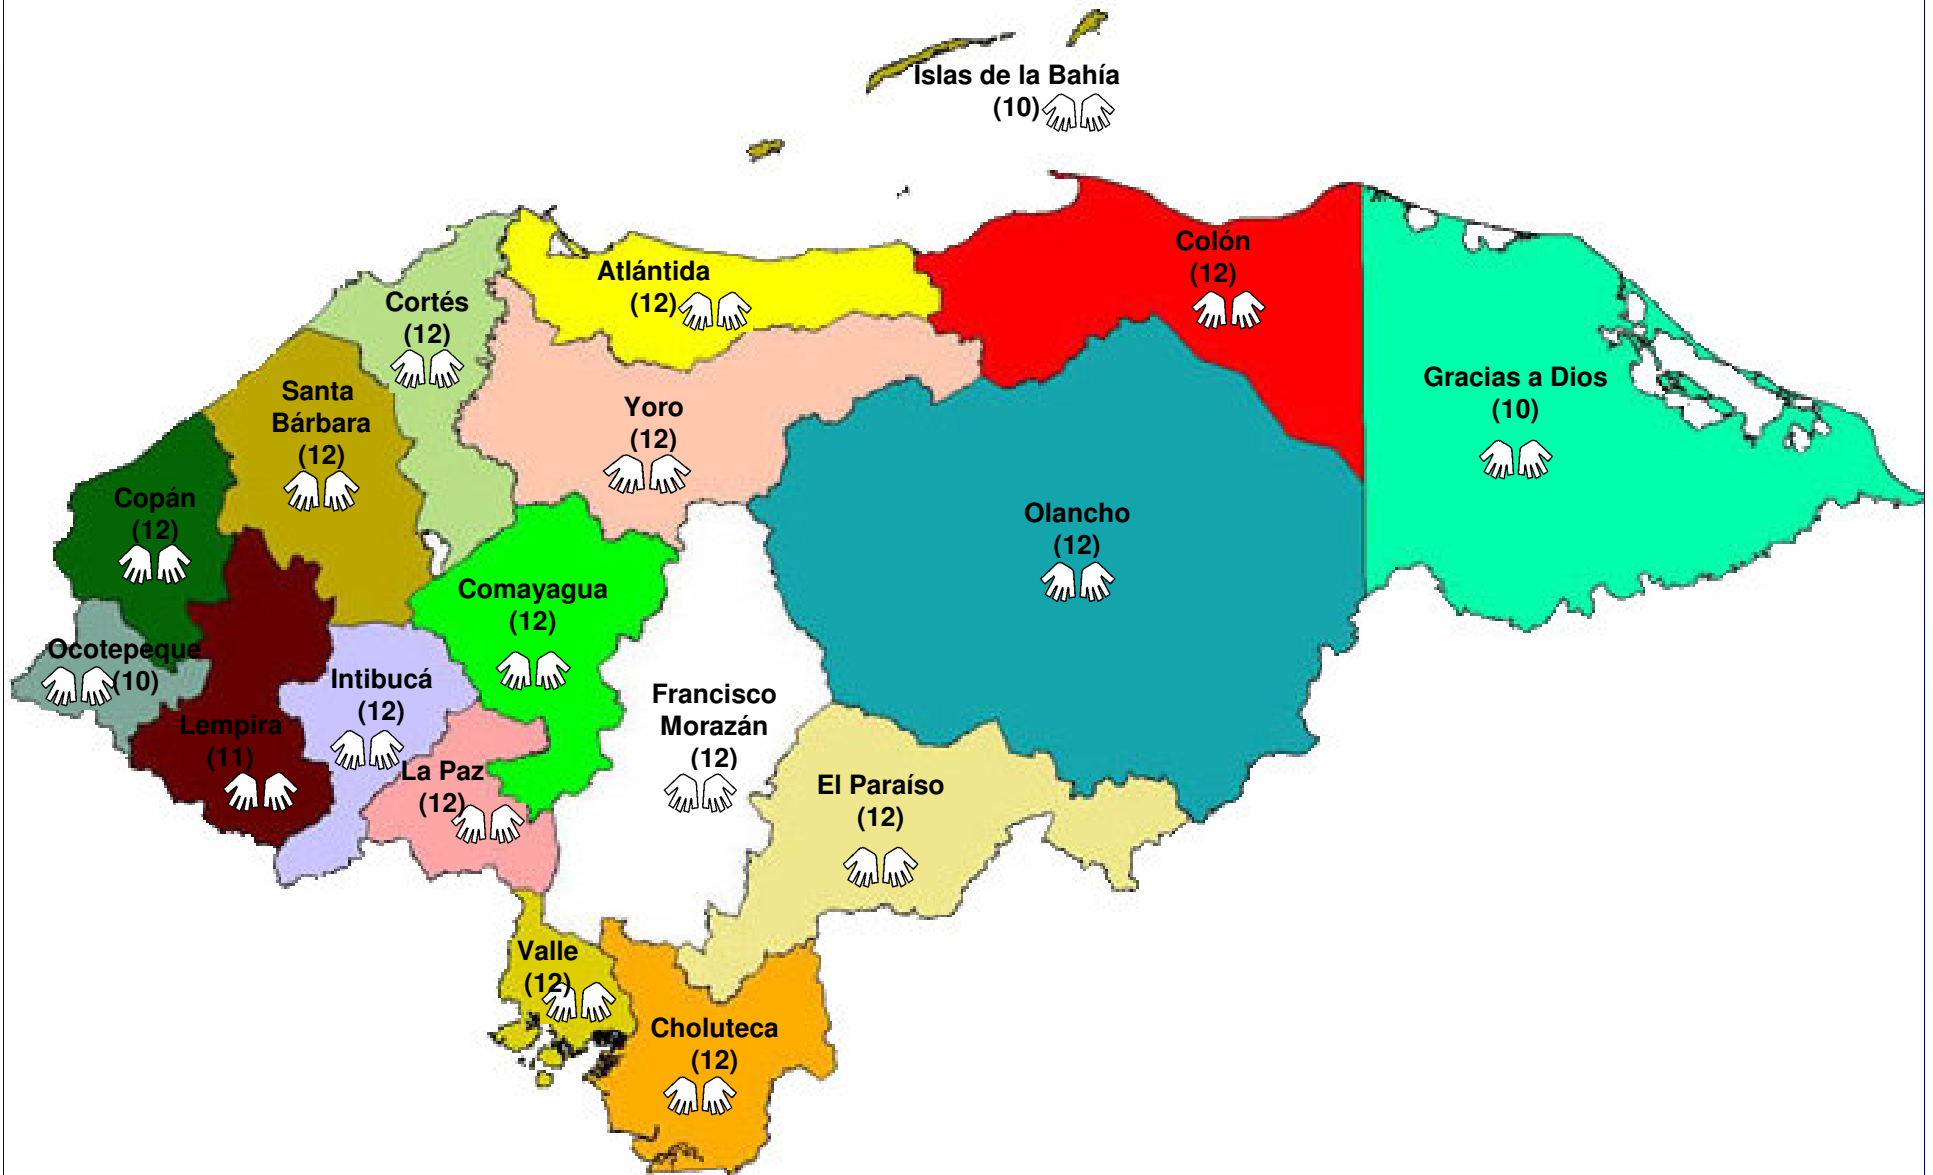 Islas de la Bahía
(10)
Colón
(12)
Atlántida
(12)
Cortés
(12)
Gracias a Dios
(10)
Santa
Bárbara
(12)
Yoro
(12)
Copán
(12)
Olancho
(12)
Comayagua
(12)
Ocotepeque
(10)
Intibucá
(12)
Francisco
Morazán
(12)
Lempira
(11)
La Paz
(12)
El Paraíso
(12)
Valle
(12)
Choluteca
(12)